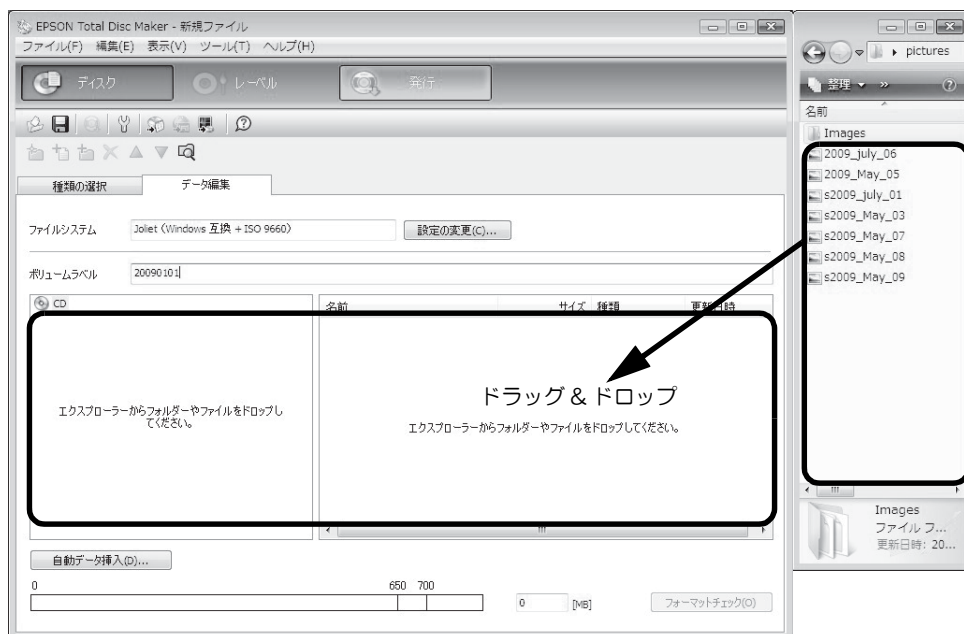 EPSON Total Disc Maker - 新規ファイル
ファイル(F) 編集(E) 表示(V) ツール(T) ヘルプ(H)
ディスク
レーベル
発行
種類の選択
データ編集
ファイルシステム
Joliet (Windows 互換 + ISO 9660)
設定の変更(C)...
ボリュームラベル
20090101
CD
名前
サイズ
種類
更新日時
エクスプローラーからフォルダーやファイルをドロップし
てください。
ドラッグ & ドロップ
エクスプローラーからフォルダーやファイルをドロップしてください。
自動データ挿入(D)...
0
650
700
0
[MB]
フォーマットチェック(O)
pictures
整理
名前
Images
2009_july_06
2009_May_05
s2009_july_01
s2009_May_03
s2009_May_07
s2009_May_08
s2009_May_09
Images
ファイル フ...
更新日時: 20...